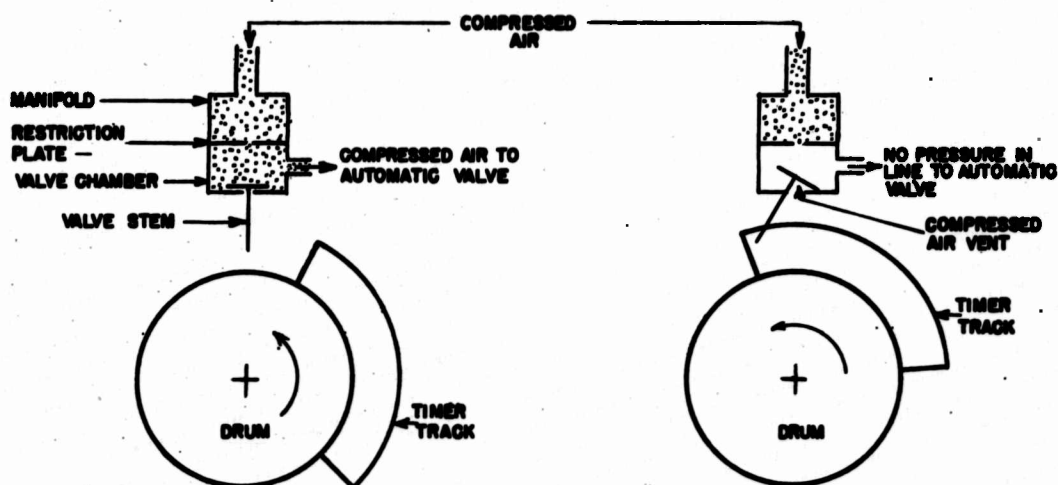 COMPRESSED
AIR
MANIFOLD
RESTRICTION
PLATE —
VALVE CHAMBER
VALVE STEM
COMPRESSED AIR TO
AUTOMATIC VALVE
TIMER
TRACK
DRUM
NO PRESSURE IN
LINE TO AUTOMATIC
VALVE
COMPRESSED
AIR VENT
TIMER
TRACK
DRUM